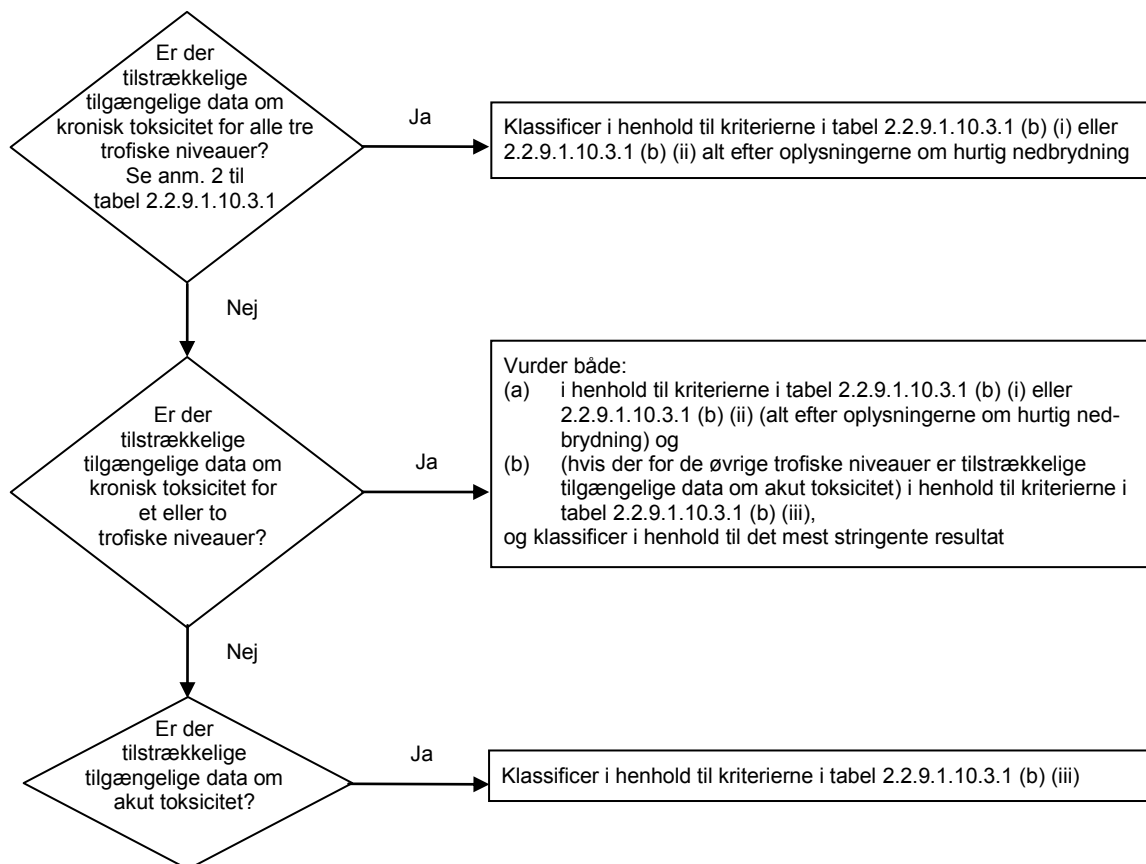 Er der
tilstrækkelige
tilgængelige data om
kronisk toksicitet for alle tre
trofiske niveauer?
Se anm. 2 til
tabel 2.2.9.1.10.3.1
Ja
Klassificer i henhold til kriterierne i tabel 2.2.9.1.10.3.1 (b) (i) eller
2.2.9.1.10.3.1 (b) (ii) alt efter oplysningerne om hurtig nedbrydning
Nej
Er der
tilstrækkelige
tilgængelige data om
kronisk toksicitet for
et eller to
trofiske niveauer?
Ja
Vurder både:
(a) i henhold til kriterierne i tabel 2.2.9.1.10.3.1 (b) (i) eller
2.2.9.1.10.3.1 (b) (ii) (alt efter oplysningerne om hurtig ned-
brydning) og
(b) (hvis der for de øvrige trofiske niveauer er tilstrækkelige
tilgængelige data om akut toksicitet) i henhold til kriterierne i
tabel 2.2.9.1.10.3.1 (b) (iii),
og klassificer i henhold til det mest stringente resultat
Nej
Er der
tilstrækkelige
tilgængelige data om
akut toksicitet?
Ja
Klassificer i henhold til kriterierne i tabel 2.2.9.1.10.3.1 (b) (iii)